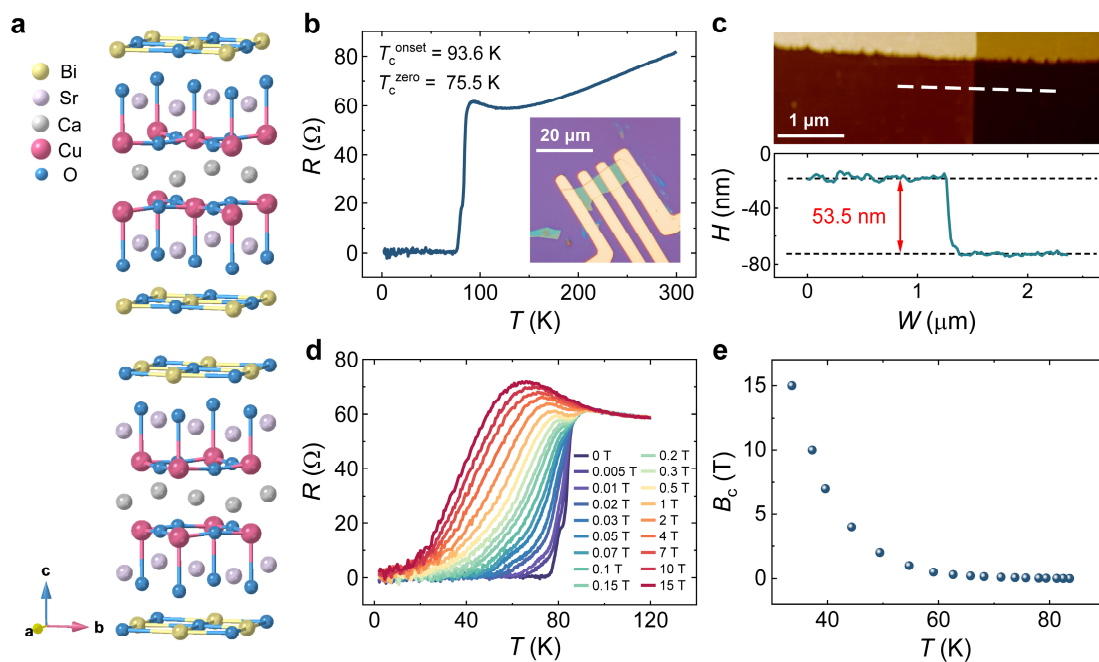 a
Bi
Sr
Ca
Cu
O
c
a
b
b
T_c^onset = 93.6 K
T_c^zero = 75.5 K
20 μm
R (Ω)
80
60
40
20
0
0 100 200 300
T (K)
c
1 μm
0
-40
-80
H (nm)
53.5 nm
0 1 2
W (μm)
d
R (Ω)
80
60
40
20
0
0 T
0.005 T
0.01 T
0.02 T
0.03 T
0.05 T
0.07 T
0.1 T
0.15 T
0.2 T
0.3 T
0.5 T
1 T
2 T
4 T
7 T
10 T
15 T
0 40 80 120
T (K)
e
B_c (T)
15
10
5
0
40 60 80
T (K)